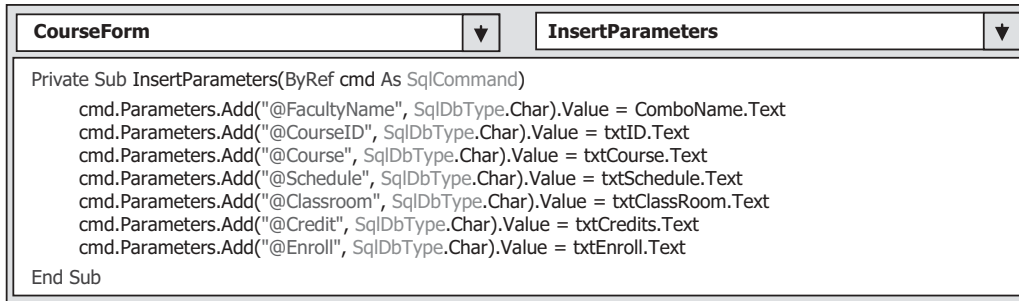 CourseForm InsertParameters
Private Sub InsertParameters(ByRef cmd As SqlCommand)
cmd.Parameters.Add("@FacultyName", SqlDbType.Char).Value = ComboName.Text
cmd.Parameters.Add("@CourseID", SqlDbType.Char).Value = txtID.Text
cmd.Parameters.Add("@Course", SqlDbType.Char).Value = txtCourse.Text
cmd.Parameters.Add("@Schedule", SqlDbType.Char).Value = txtSchedule.Text
cmd.Parameters.Add("@Classroom", SqlDbType.Char).Value = txtClassRoom.Text
cmd.Parameters.Add("@Credit", SqlDbType.Char).Value = txtCredits.Text
cmd.Parameters.Add("@Enroll", SqlDbType.Char).Value = txtEnroll.Text
End Sub